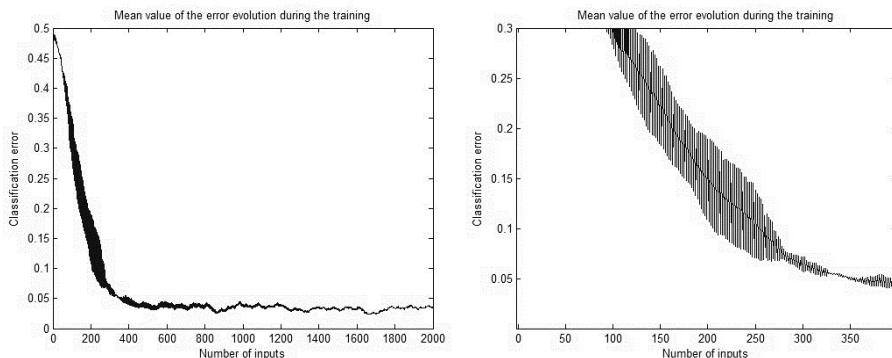 Mean value of the error evolution during the training
0.5
0.45
0.4
0.35
0.3
0.25
0.2
0.15
0.1
0.05
0
0 200 400 600 800 1000 1200 1400 1600 1800 2000
Classification error
Number of inputs
Mean value of the error evolution during the training
0.3
0.25
0.2
0.15
0.1
0.05
0 50 100 150 200 250 300 350
Classification error
Number of inputs